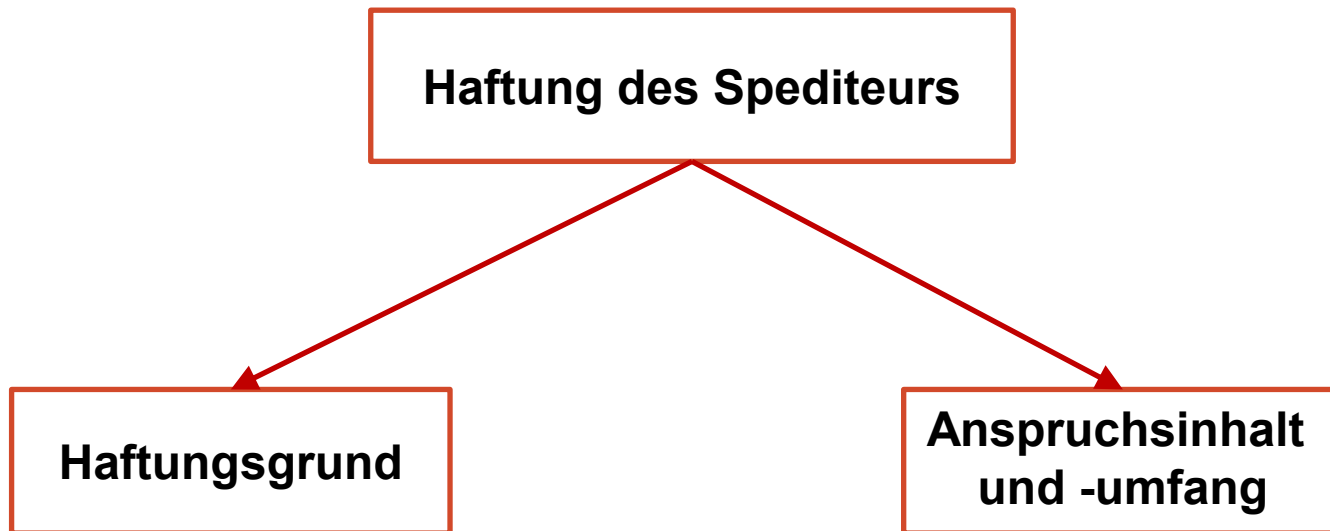 Haftung des Spediteurs
Haftungsgrund
Anspruchsinhalt
und -umfang